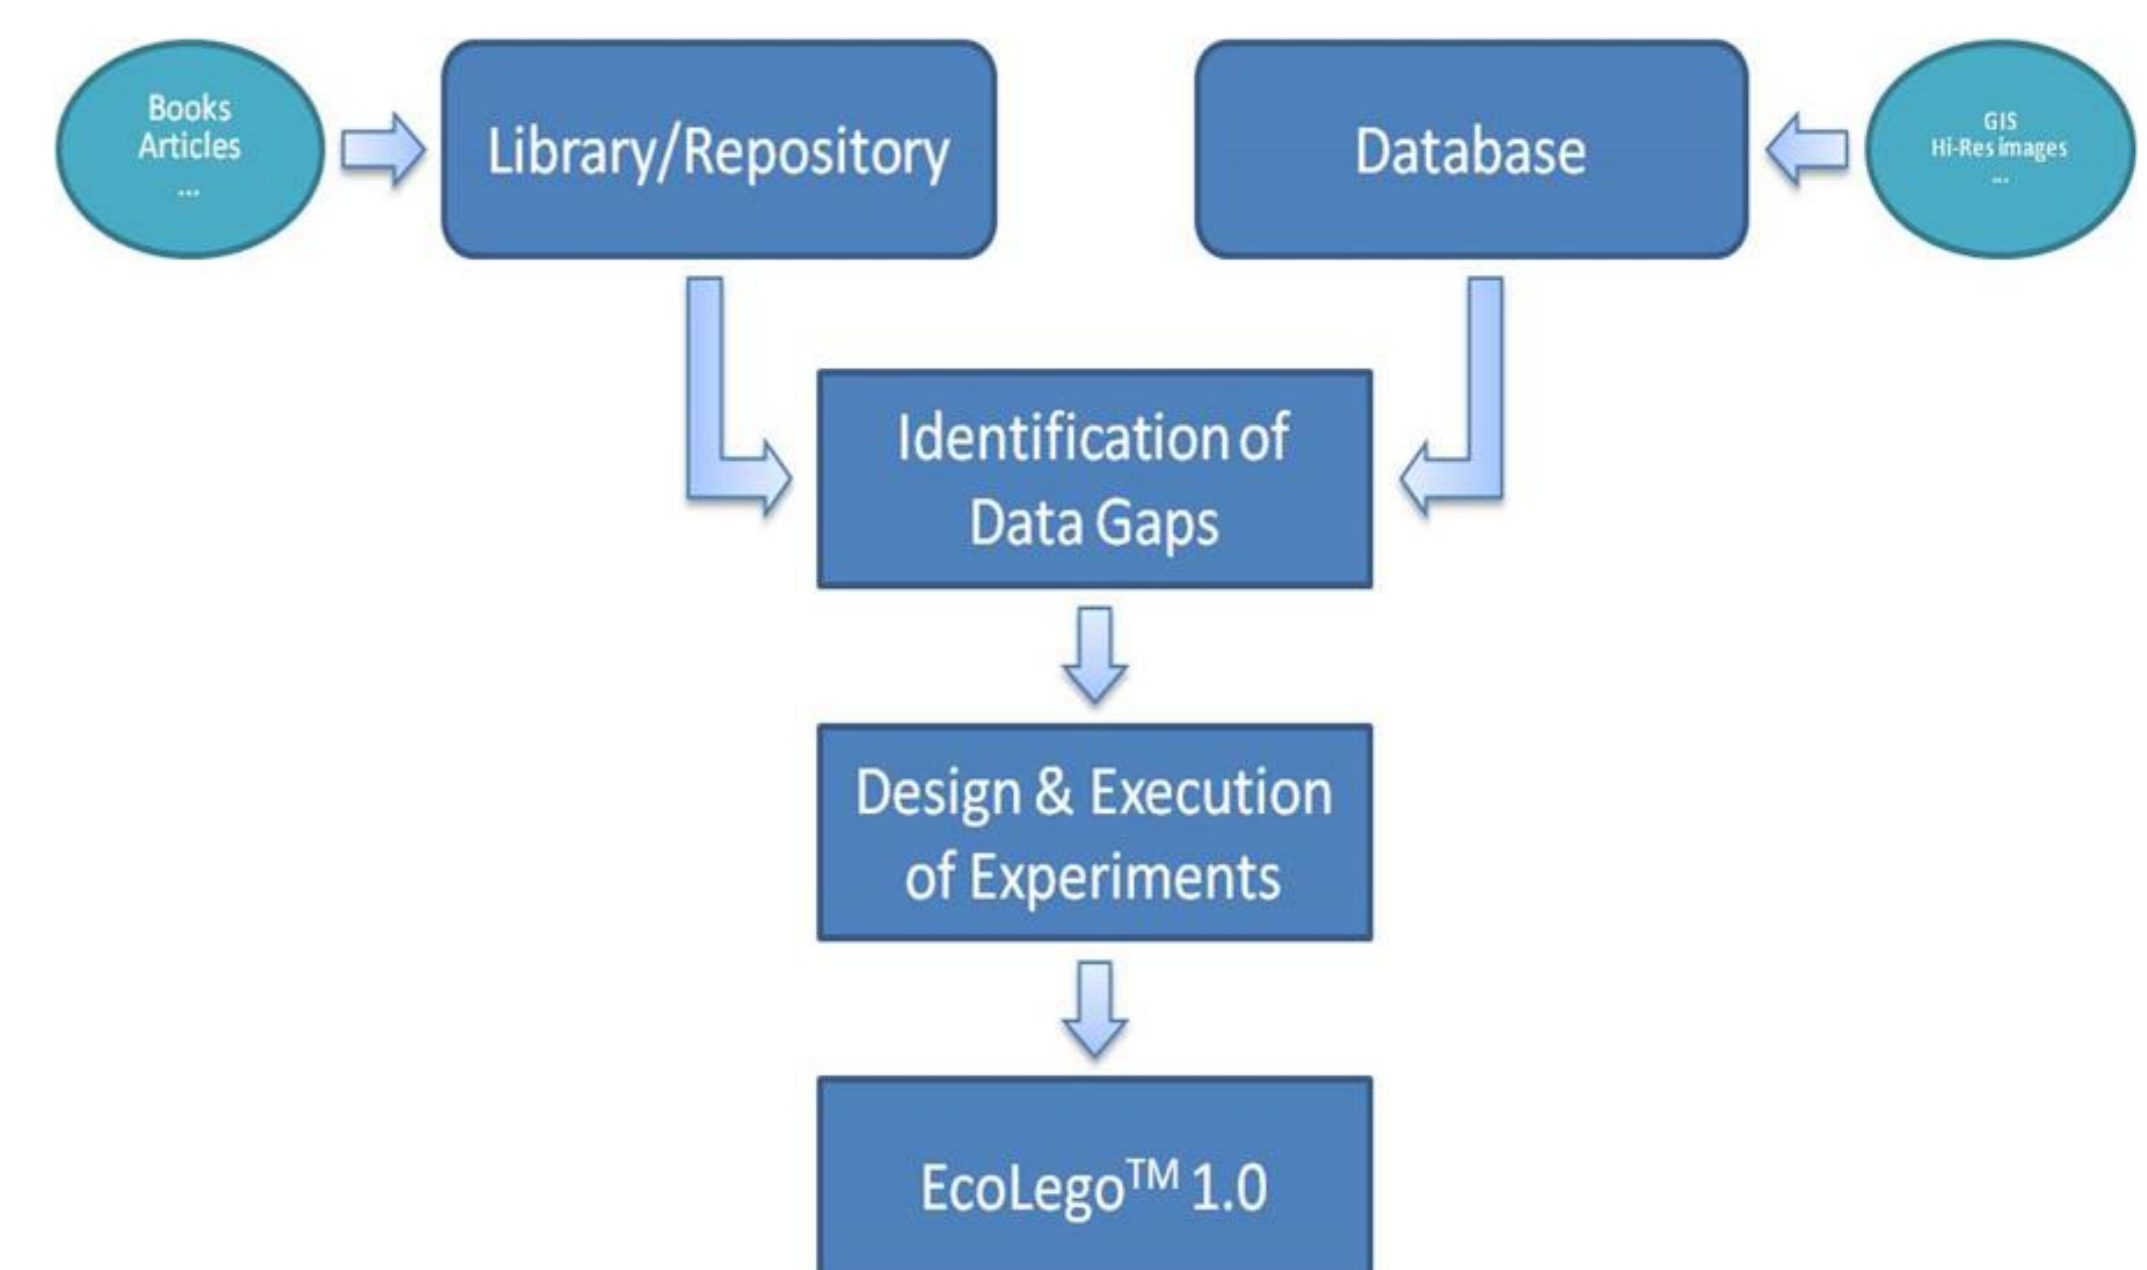 Books
Articles
...
Library/Repository
Database
GIS
Hi-Res images
...
Identification of
Data Gaps
Design & Execution
of Experiments
EcoLego™ 1.0